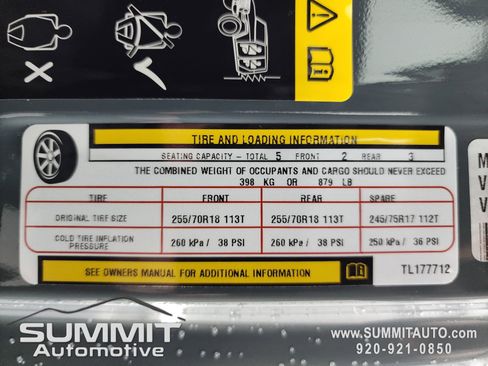 TIRE AND LOADING INFORMATION
SEATING CAPACITY - TOTAL 5 FRONT 2 REAR 3
THE COMBINED WEIGHT OF OCCUPANTS AND CARGO SHOULD NEVER EXCEED
398 KG OR 879 LB
TIRE FRONT REAR SPARE
ORIGINAL TIRE SIZE 255/70R18 113T 255/70R18 113T 245/75R17 112T
COLD TIRE INFLATION PRESSURE 260 kPa / 38 PSI 260 kPa / 38 PSI 250 kPa / 36 PSI
SEE OWNERS MANUAL FOR ADDITIONAL INFORMATION
TL177712
M
V
V
SUMMIT
Automotive
WWW.SUMMITAUTO.COM
920-921-0850